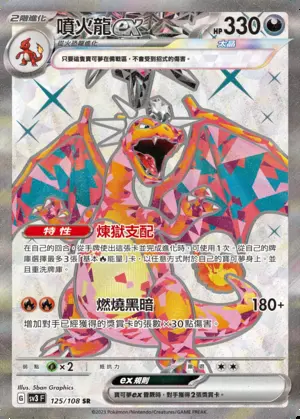 2階進化 噴火龍ex HP330
從火恐龍進化
太晶
只要這隻寶可夢在備戰區,不會受到招式的傷害。
特性 煉獄支配
在自己的回合,從手牌使出這張卡並完成進化時,可使用1次。從自己的牌
庫選擇最多3張「基本能量」卡,以任意方式附於自己的寶可夢身上。並
且重洗牌庫。
燃燒黑暗 180+
增加對手已經獲得的獎賞卡的張數×30點傷害。
Illus. 5ban Graphics
G sv3 F 125/108 SR
ex規則
寶可夢ex昏厥時,對手獲得2張獎賞卡。
©2023 Pokémon/Nintendo/Creatures/GAME FREAK.